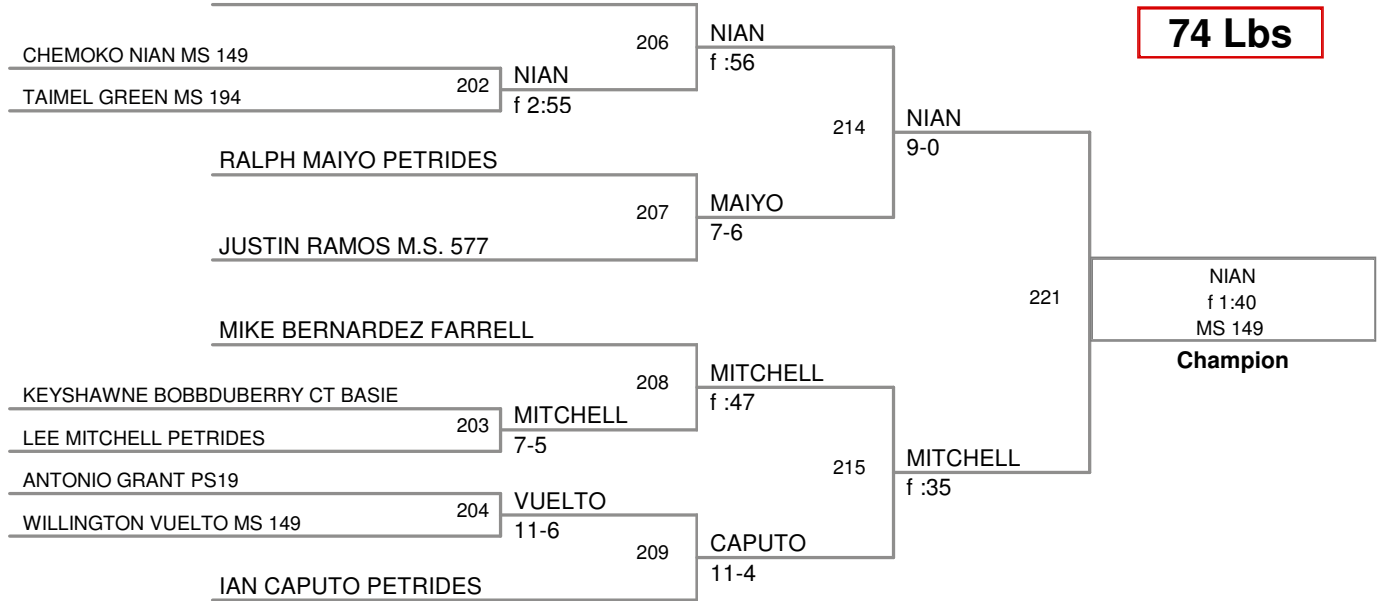 74 Lbs
CHEMOKO NIAN MS 149
TAIMEL GREEN MS 194
202
NIAN
f 2:55
206
NIAN
f :56
RALPH MAIYO PETRIDES
JUSTIN RAMOS M.S. 577
207
MAIYO
7-6
214
NIAN
9-0
MIKE BERNARDEZ FARRELL
KEYSHAWNE BOBBDUBERRY CT BASIE
LEE MITCHELL PETRIDES
203
MITCHELL
7-5
208
MITCHELL
f :47
ANTONIO GRANT PS19
WILLINGTON VUELTO MS 149
204
VUELTO
11-6
IAN CAPUTO PETRIDES
209
CAPUTO
11-4
215
MITCHELL
f :35
221
NIAN
f 1:40
MS 149
Champion